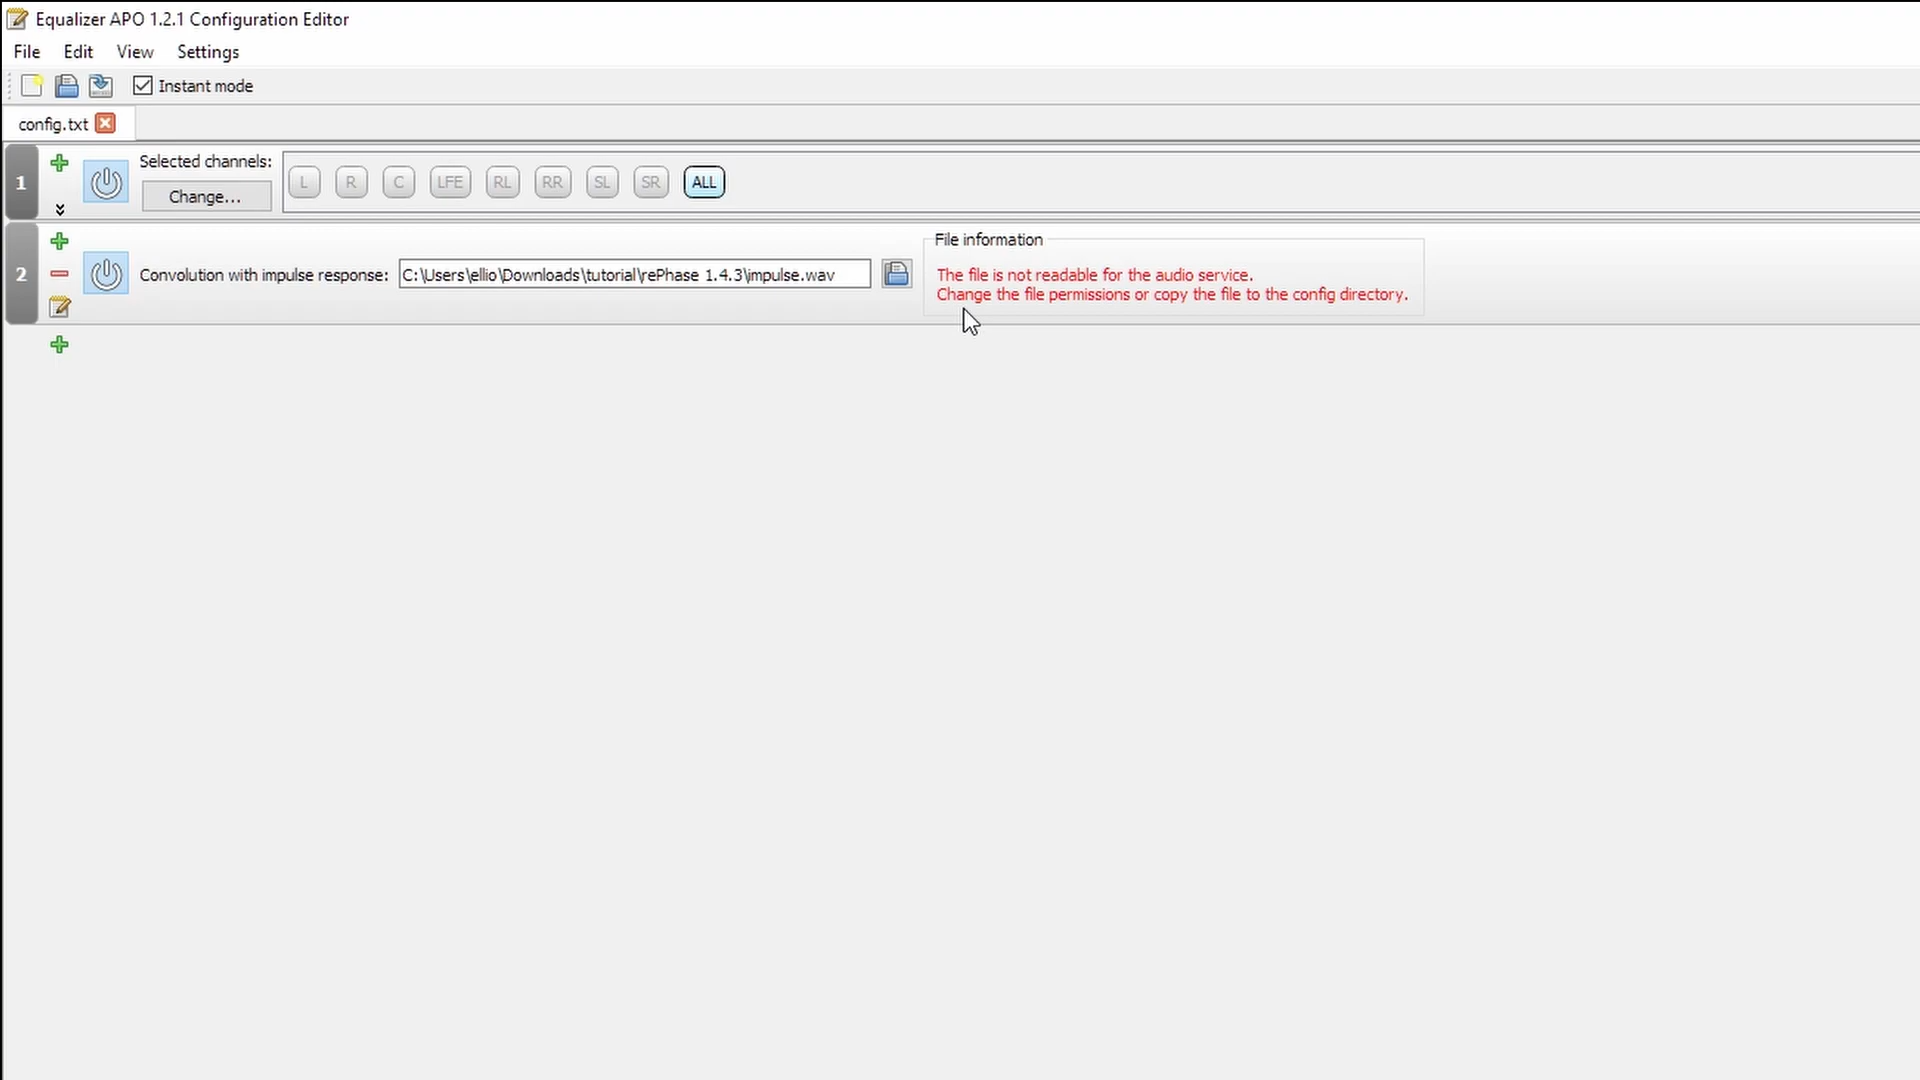 Equalizer APO 1.2.1 Configuration Editor
File Edit View Settings
Instant mode
config.txt
1
Selected channels:
Change...
L R C LFE RL RR SL SR ALL
2
Convolution with impulse response: C:\Users\ellio\Downloads\tutorial\rePhase 1.4.3\impulse.wav
File information
The file is not readable for the audio service.
Change the file permissions or copy the file to the config directory.